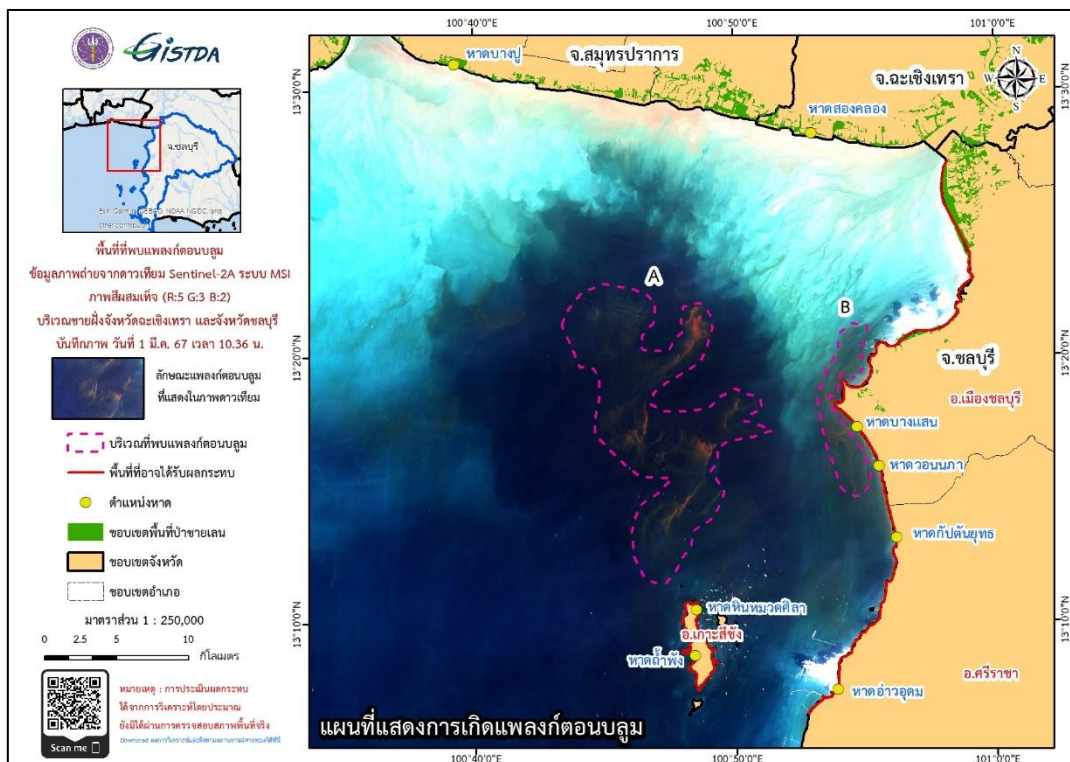 GISTDA
จ.ชลบุรี
Esri, Garmin, GEBCO, NOAA NGDC, and
other contributors
พื้นที่ที่พบแพลงก์ตอนบลูม
ข้อมูลภาพถ่ายจากดาวเทียม Sentinel-2A ระบบ MSI
ภาพสีผสมเท็จ (R:5 G:3 B:2)
บริเวณชายฝั่งจังหวัดฉะเชิงเทรา และจังหวัดชลบุรี
บันทึกภาพ วันที่ 1 มี.ค. 67 เวลา 10.36 น.
ลักษณะแพลงก์ตอนบลูม
ที่แสดงในภาพดาวเทียม
บริเวณที่พบแพลงก์ตอนบลูม
พื้นที่ที่อาจได้รับผลกระทบ
ตำแหน่งหาด
ขอบเขตพื้นที่ป่าชายเลน
ขอบเขตจังหวัด
ขอบเขตอำเภอ
มาตราส่วน 1 : 250,000
0 2.5 5 10
กิโลเมตร
Scan me
หมายเหตุ : การประเมินผลกระทบ
ได้จากการวิเคราะห์โดยประมาณ
ยังมิได้ผ่านการตรวจสอบสภาพพื้นที่จริง
100°40'0"E 100°50'0"E 101°0'0"E
13°30'0"N 13°30'0"N
13°20'0"N 13°20'0"N
13°10'0"N 13°10'0"N
N
W E
S
หาดบางปู
จ.สมุทรปราการ
จ.ฉะเชิงเทรา
หาดสองคลอง
A
B
จ.ชลบุรี
อ.เมืองชลบุรี
หาดบางแสน
หาดวอนนภา
หาดกัปตันยุทธ
หาดหินหมวดศิลา
อ.เกาะสีชัง
หาดถ้ำพัง
อ.ศรีราชา
หาดอ่าวอุดม
แผนที่แสดงการเกิดแพลงก์ตอนบลูม
100°40'0"E 100°50'0"E 101°0'0"E